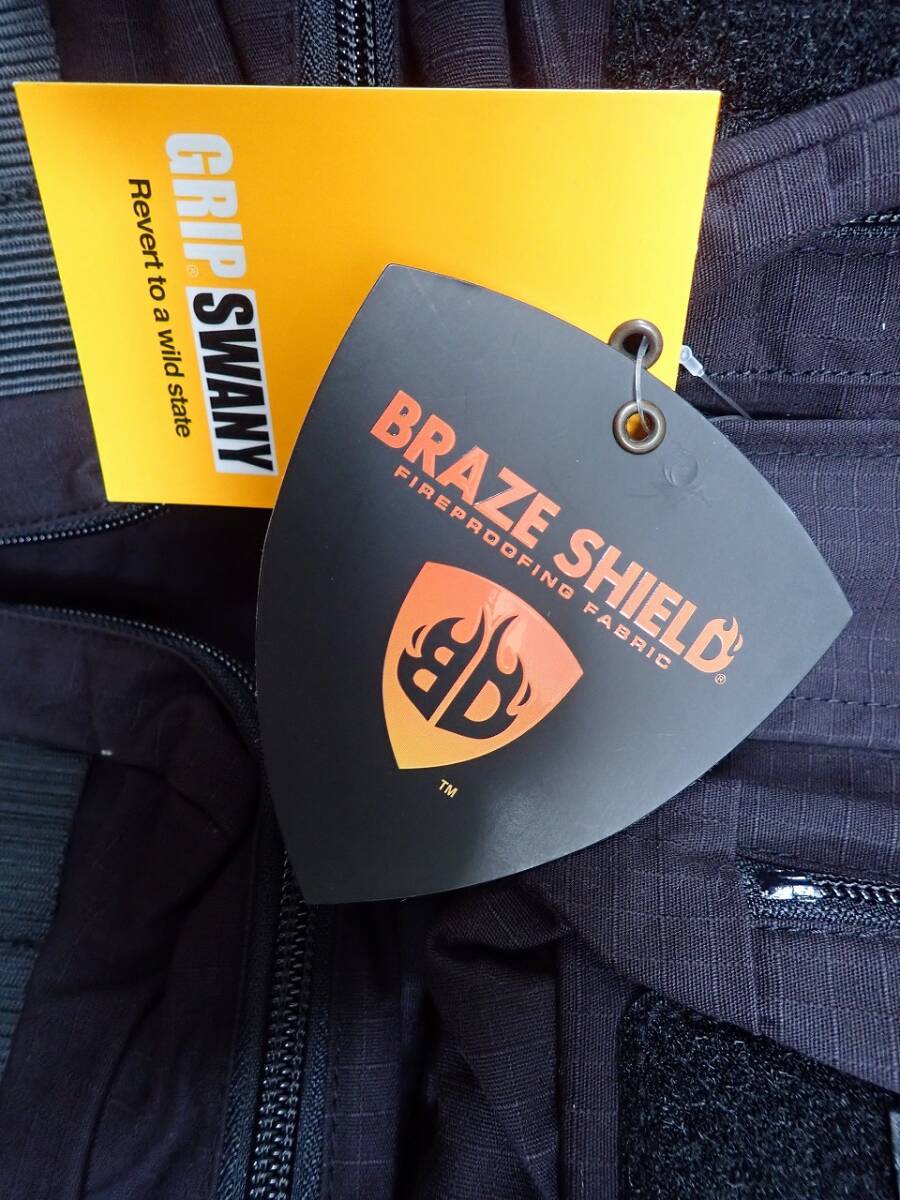 GRIP® SWANY
Revert to a wild state
BRAZE SHIELD®
FIREPROOFING FABRIC
TM